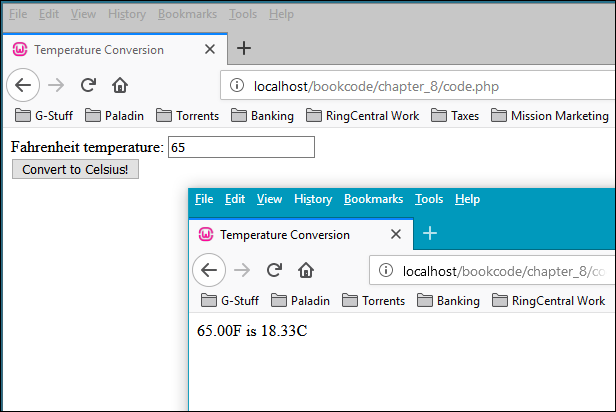 File Edit View History Bookmarks Tools Help
Temperature Conversion
localhost/bookcode/chapter_8/code.php
G-Stuff Paladin Torrents Banking RingCentral Work Taxes Mission Marketing
Fahrenheit temperature: 65
Convert to Celsius!
File Edit View History Bookmarks Tools Help
Temperature Conversion
localhost/bookcode/chapter_8/co
G-Stuff Paladin Torrents Banking RingCentral Work
65.00F is 18.33C